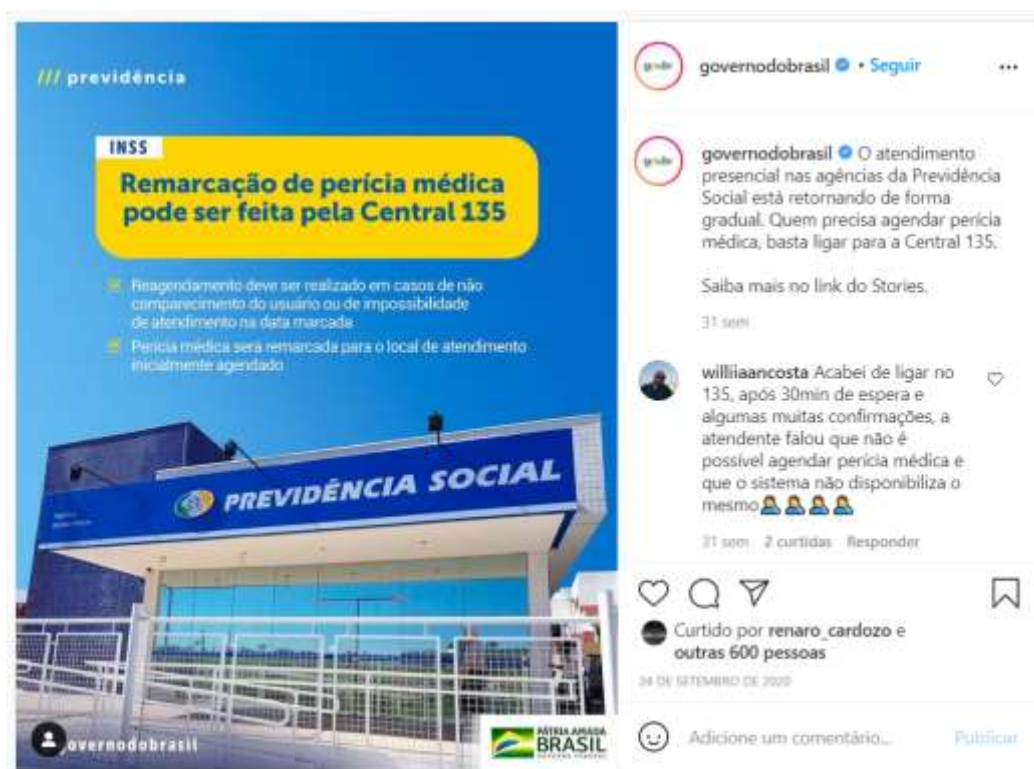 /// previdência
INSS
Remarcação de perícia médica
pode ser feita pela Central 135
Reagendamento deve ser realizado em casos de não
comparecimento do usuário ou de impossibilidade
de atendimento na data marcada
Perícia médica será remarcada para o local de atendimento
inicialmente agendado
PREVIDÊNCIA SOCIAL
overnodobrasil
PÁTRIA AMADA
BRASIL
GOVERNO FEDERAL
governodobrasil • Seguir
governodobrasil O atendimento
presencial nas agências da Previdência
Social está retornando de forma
gradual. Quem precisa agendar perícia
médica, basta ligar para a Central 135.
Saiba mais no link do Stories.
31 sem
williiaancosta Acabei de ligar no
135, após 30min de espera e
algumas muitas confirmações, a
atendente falou que não é
possível agendar perícia médica e
que o sistema não disponibiliza o
mesmo
31 sem 2 curtidas Responder
Curtido por renaro_cardozo e
outras 600 pessoas
24 DE SETEMBRO DE 2020
Adicione um comentário... Publicar